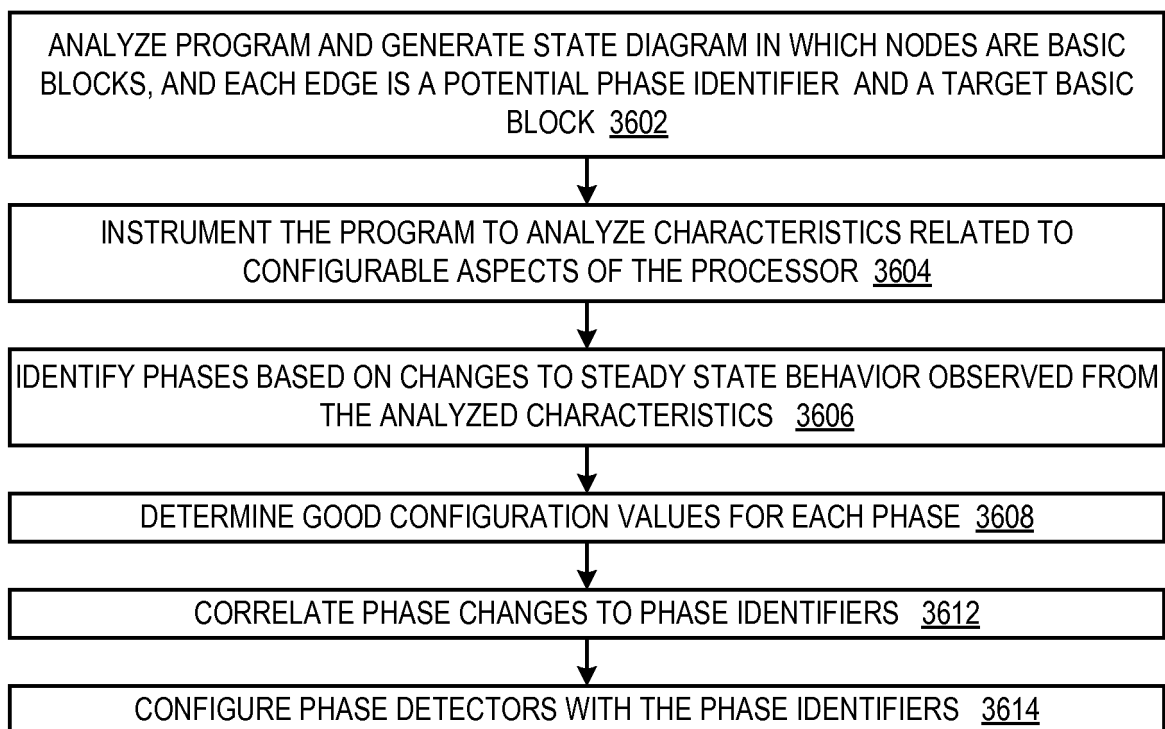 ANALYZE PROGRAM AND GENERATE STATE DIAGRAM IN WHICH NODES ARE BASIC
BLOCKS, AND EACH EDGE IS A POTENTIAL PHASE IDENTIFIER AND A TARGET BASIC
BLOCK 3602
INSTRUMENT THE PROGRAM TO ANALYZE CHARACTERISTICS RELATED TO
CONFIGURABLE ASPECTS OF THE PROCESSOR 3604
IDENTIFY PHASES BASED ON CHANGES TO STEADY STATE BEHAVIOR OBSERVED FROM
THE ANALYZED CHARACTERISTICS 3606
DETERMINE GOOD CONFIGURATION VALUES FOR EACH PHASE 3608
CORRELATE PHASE CHANGES TO PHASE IDENTIFIERS 3612
CONFIGURE PHASE DETECTORS WITH THE PHASE IDENTIFIERS 3614